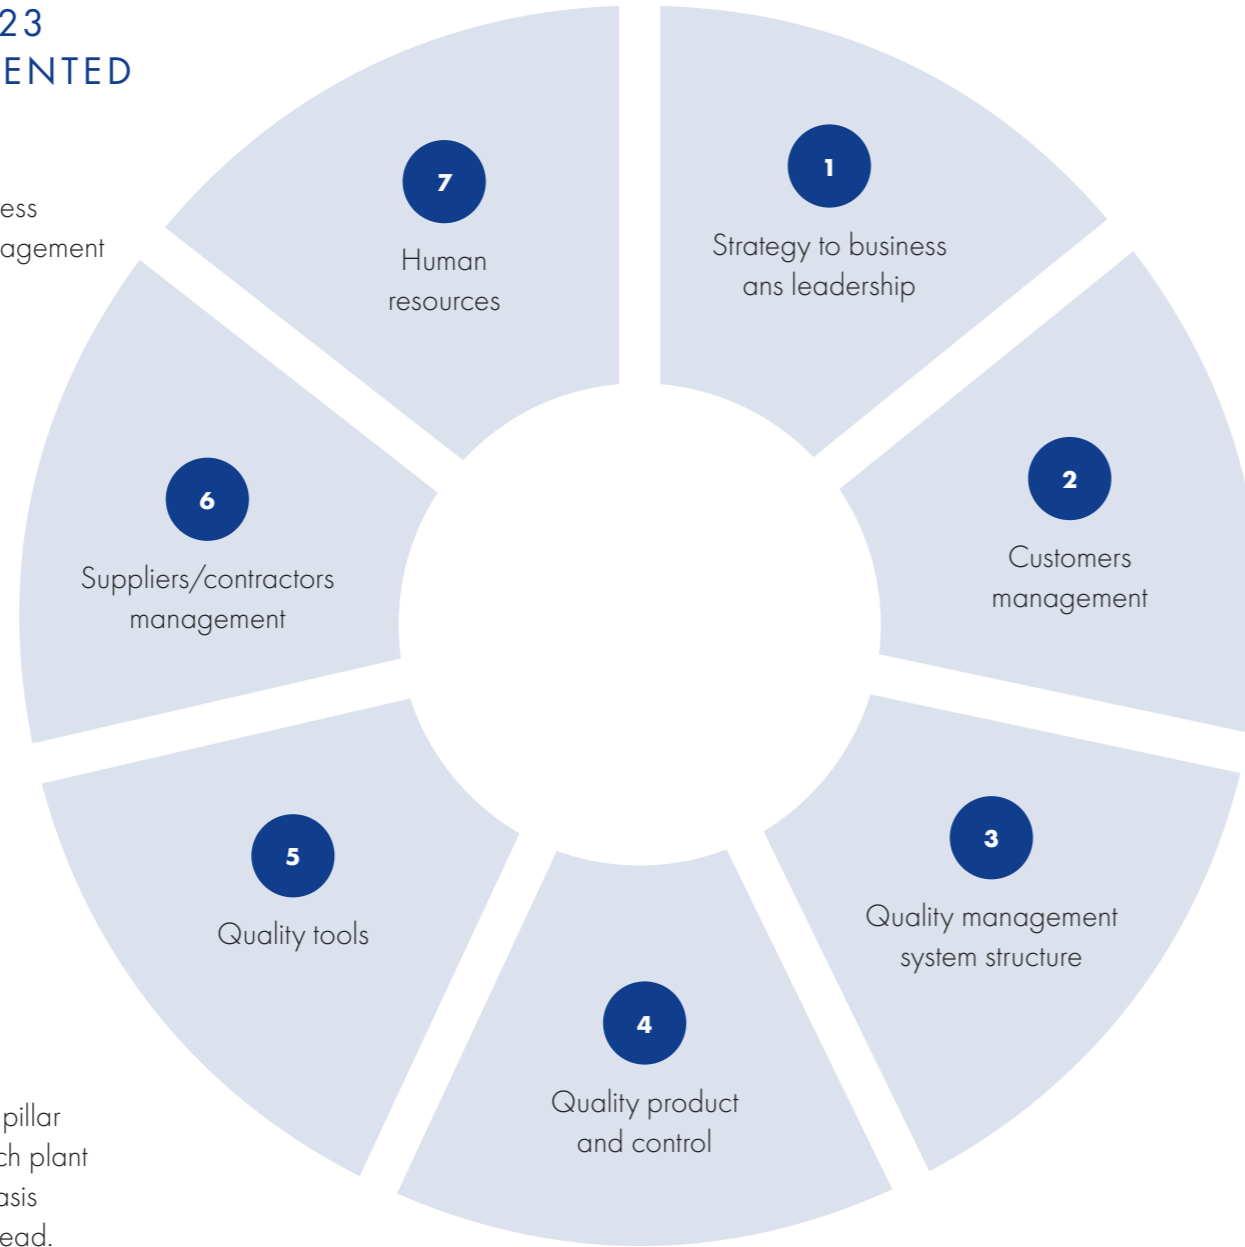 23
ENTED
ess
agement
1
Strategy to business
ans leadership
2
Customers
management
3
Quality management
system structure
4
Quality product
and control
5
Quality tools
6
Suppliers/contractors
management
7
Human
resources
pillar
ch plant
asis
ead.